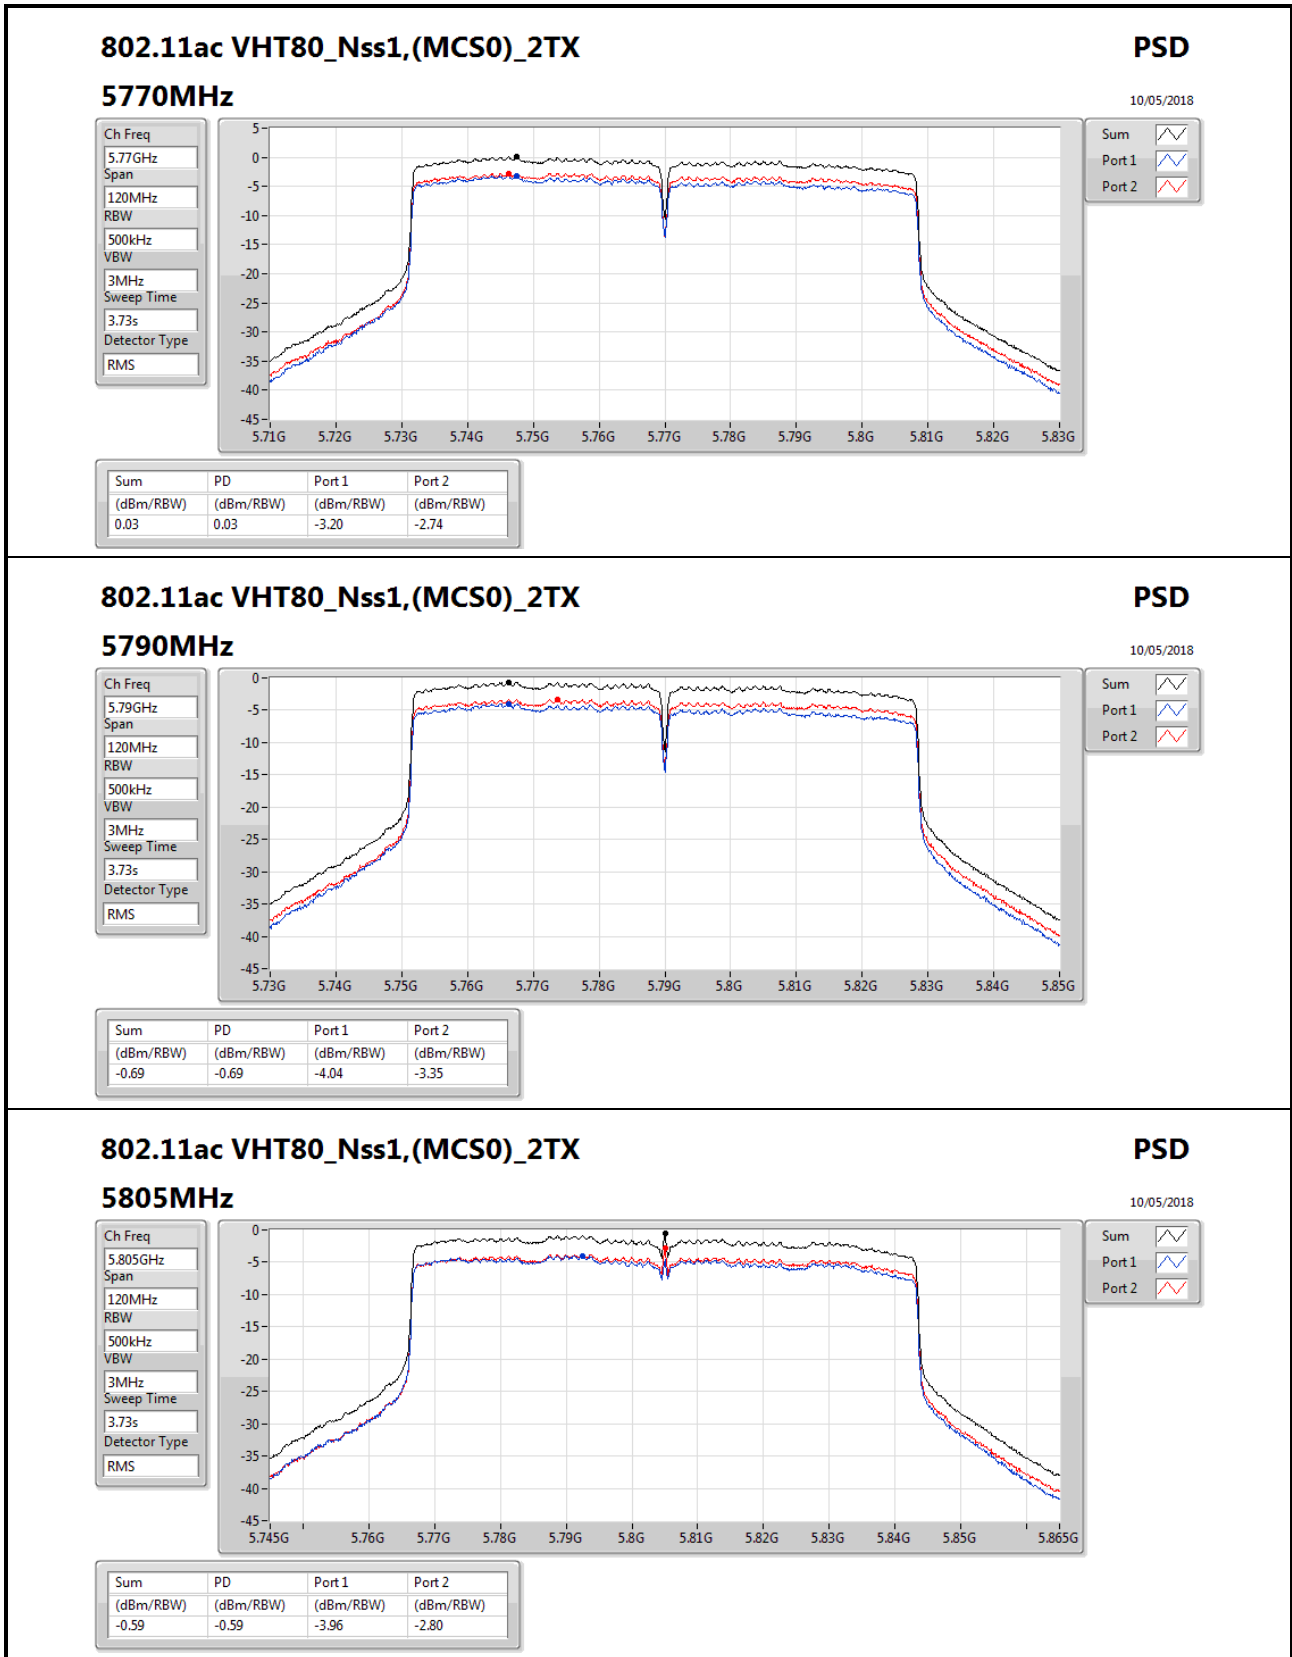 802.11ac VHT80_Nss1,(MCS0)_2TX PSD
5770MHz 10/05/2018
Ch Freq
5.77GHz
Span
120MHz
RBW
500kHz
VBW
3MHz
Sweep Time
3.73s
Detector Type
RMS
5
0
-5
-10
-15
-20
-25
-30
-35
-40
-45
5.71G 5.72G 5.73G 5.74G 5.75G 5.76G 5.77G 5.78G 5.79G 5.8G 5.81G 5.82G 5.83G
Sum
Port 1
Port 2
Sum PD Port 1 Port 2
(dBm/RBW) (dBm/RBW) (dBm/RBW) (dBm/RBW)
0.03 0.03 -3.20 -2.74
802.11ac VHT80_Nss1,(MCS0)_2TX PSD
5790MHz 10/05/2018
Ch Freq
5.79GHz
Span
120MHz
RBW
500kHz
VBW
3MHz
Sweep Time
3.73s
Detector Type
RMS
0
-5
-10
-15
-20
-25
-30
-35
-40
-45
5.73G 5.74G 5.75G 5.76G 5.77G 5.78G 5.79G 5.8G 5.81G 5.82G 5.83G 5.84G 5.85G
Sum
Port 1
Port 2
Sum PD Port 1 Port 2
(dBm/RBW) (dBm/RBW) (dBm/RBW) (dBm/RBW)
-0.69 -0.69 -4.04 -3.35
802.11ac VHT80_Nss1,(MCS0)_2TX PSD
5805MHz 10/05/2018
Ch Freq
5.805GHz
Span
120MHz
RBW
500kHz
VBW
3MHz
Sweep Time
3.73s
Detector Type
RMS
0
-5
-10
-15
-20
-25
-30
-35
-40
-45
5.745G 5.76G 5.77G 5.78G 5.79G 5.8G 5.81G 5.82G 5.83G 5.84G 5.85G 5.865G
Sum
Port 1
Port 2
Sum PD Port 1 Port 2
(dBm/RBW) (dBm/RBW) (dBm/RBW) (dBm/RBW)
-0.59 -0.59 -3.96 -2.80